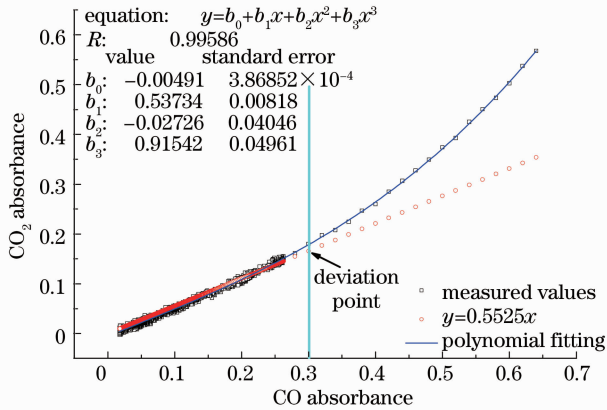 equation: y=b₀+b₁x+b₂x²+b₃x³
R: 0.99586
value standard error
b₀: −0.00491 3.86852×10⁻⁴
b₁: 0.53734 0.00818
b₂: −0.02726 0.04046
b₃: 0.91542 0.04961
0.6
0.5
0.4
0.3
0.2
0.1
0
CO₂ absorbance
deviation
point
measured values
y=0.5525x
polynomial fitting
0 0.1 0.2 0.3 0.4 0.5 0.6 0.7
CO absorbance